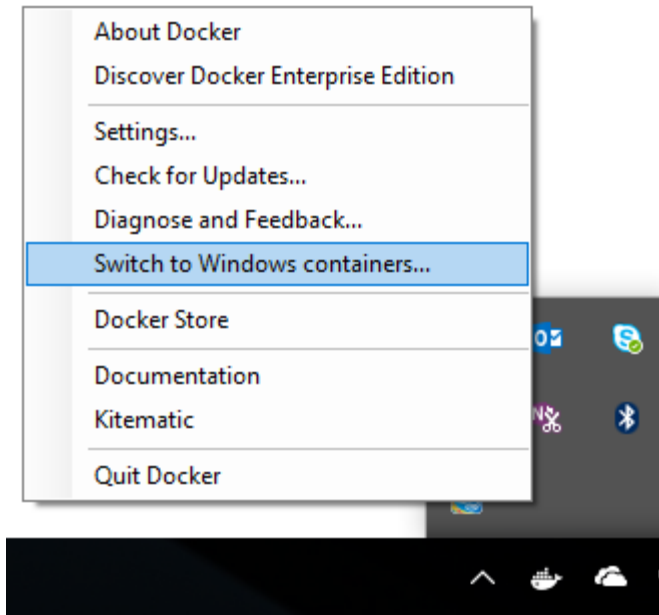 About Docker
Discover Docker Enterprise Edition
Settings...
Check for Updates...
Diagnose and Feedback...
Switch to Windows containers...
Docker Store
Documentation
Kitematic
Quit Docker